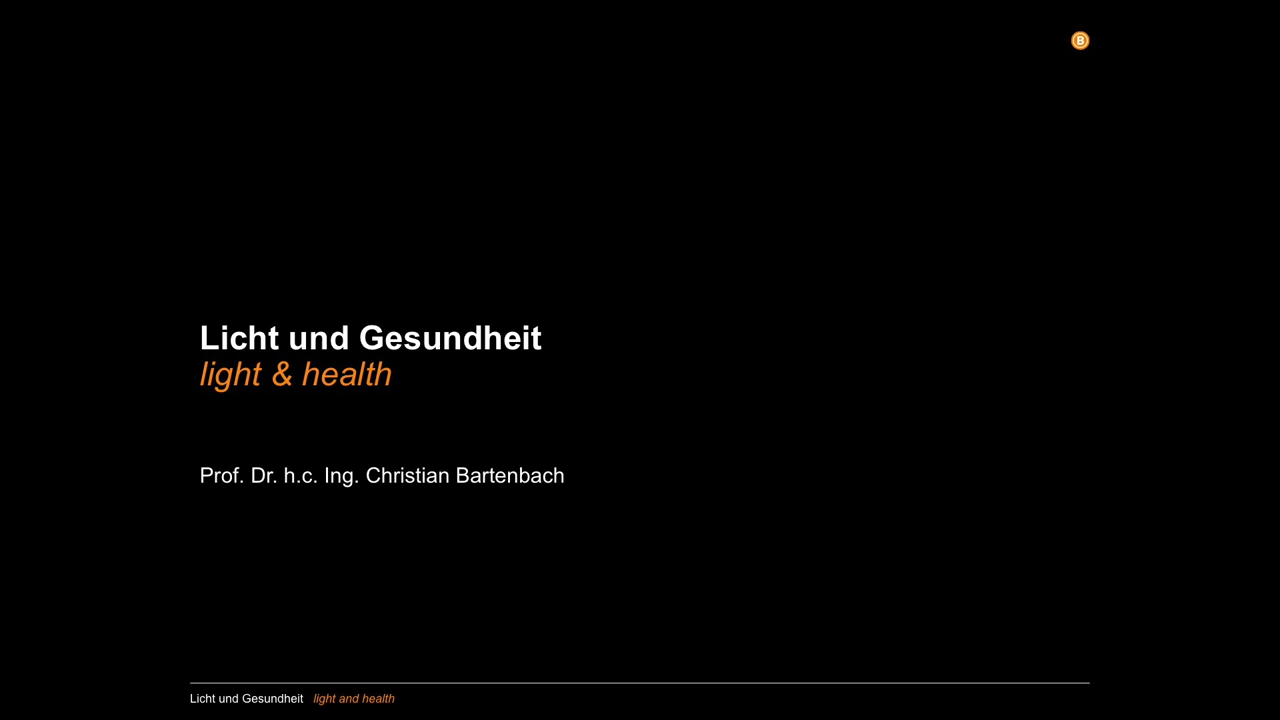 B
Licht und Gesundheit
light & health
Prof. Dr. h.c. Ing. Christian Bartenbach
Licht und Gesundheit light and health